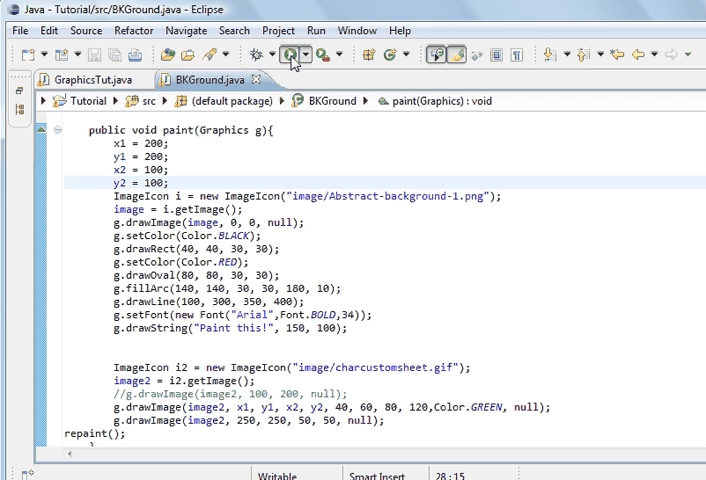 Java - Tutorial/src/BKGround.java - Eclipse
File Edit Source Refactor Navigate Search Project Run Window Help
GraphicsTut.java BKGround.java
Tutorial src (default package) BKGround paint(Graphics) : void
public void paint(Graphics g){
x1 = 200;
y1 = 200;
x2 = 100;
y2 = 100;
ImageIcon i = new ImageIcon("image/Abstract-background-1.png");
image = i.getImage();
g.drawImage(image, 0, 0, null);
g.setColor(Color.BLACK);
g.drawRect(40, 40, 30, 30);
g.setColor(Color.RED);
g.drawOval(80, 80, 30, 30);
g.fillArc(140, 140, 30, 30, 180, 10);
g.drawLine(100, 300, 350, 400);
g.setFont(new Font("Arial",Font.BOLD,34));
g.drawString("Paint this!", 150, 100);
ImageIcon i2 = new ImageIcon("image/charcustomsheet.gif");
image2 = i2.getImage();
//g.drawImage(image2, 100, 200, null);
g.drawImage(image2, x1, y1, x2, y2, 40, 60, 80, 120,Color.GREEN, null);
g.drawImage(image2, 250, 250, 50, 50, null);
repaint();
}
Writable Smart Insert 28 : 15